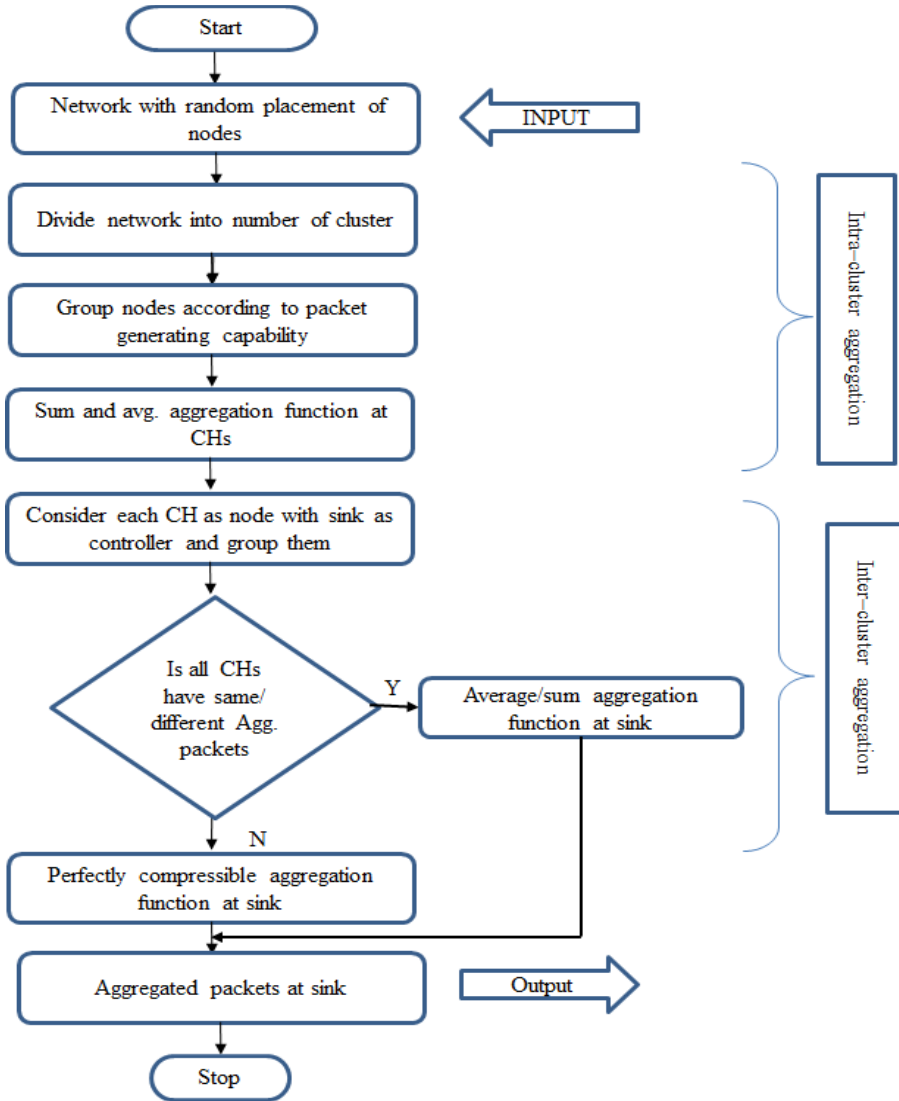 Start
Network with random placement of
nodes
INPUT
Divide network into number of cluster
Group nodes according to packet
generating capability
Sum and avg. aggregation function at
CHs
Intra-cluster aggregation
Consider each CH as node with sink as
controller and group them
Is all CHs
have same/
different Agg.
packets
Y
Average/sum aggregation
function at sink
Inter-cluster aggregation
N
Perfectly compressible aggregation
function at sink
Aggregated packets at sink
Output
Stop